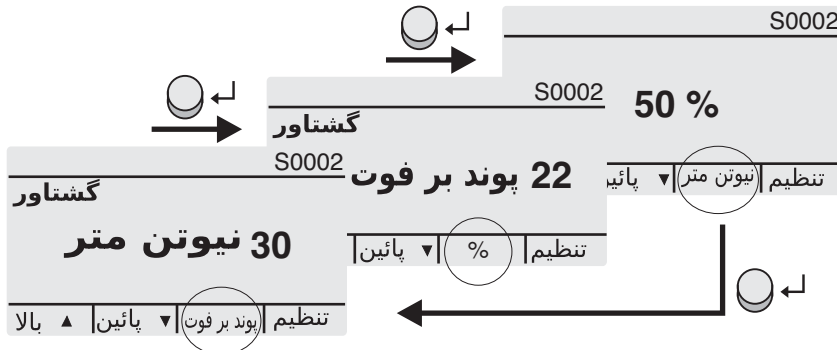 S0002
گشتاور
30 نیوتن متر
بالا ▲ | پائین ▼ | پوند بر فوت | تنظیم
S0002
گشتاور
22 پوند بر فوت
پائین ▼ | % | تنظیم
S0002
50 %
▼ | نیوتن متر | تنظیم